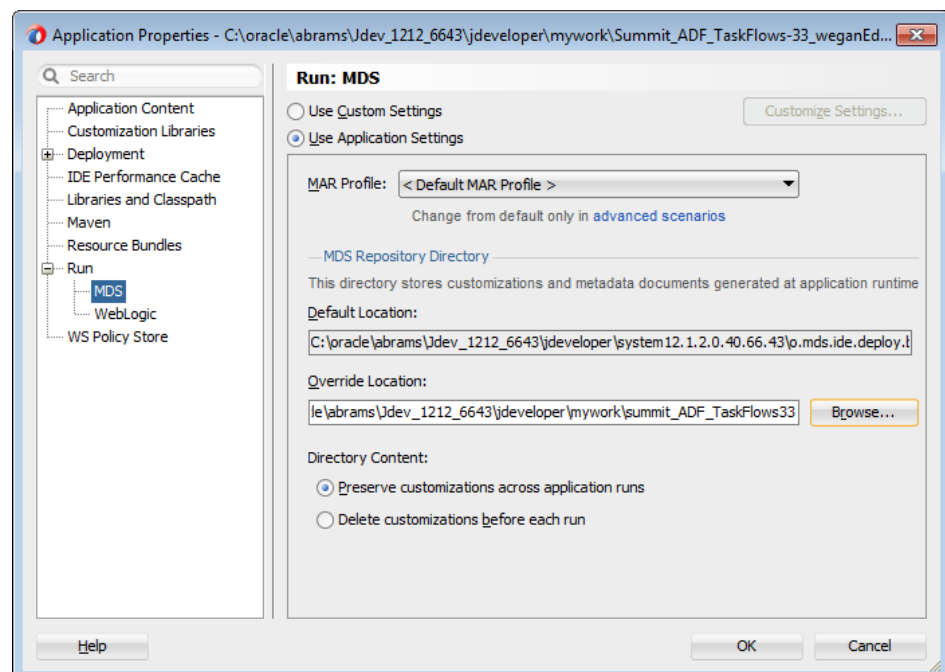 Application Properties - C:\oracle\abrams\Jdev_1212_6643\jdeveloper\mywork\Summit_ADF_TaskFlows-33_weganEd...
Search
Application Content
Customization Libraries
Deployment
IDE Performance Cache
Libraries and Classpath
Maven
Resource Bundles
Run
MDS
WebLogic
WS Policy Store
Run: MDS
Use Custom Settings
Customize Settings...
Use Application Settings
MAR Profile: < Default MAR Profile >
Change from default only in advanced scenarios
MDS Repository Directory
This directory stores customizations and metadata documents generated at application runtime
Default Location:
C:\oracle\abrams\Jdev_1212_6643\jdeveloper\system12.1.2.0.40.66.43\o.mds.ide.deploy.b
Override Location:
le\abrams\Jdev_1212_6643\jdeveloper\mywork\summit_ADF_TaskFlows33
Browse...
Directory Content:
Preserve customizations across application runs
Delete customizations before each run
Help
OK
Cancel